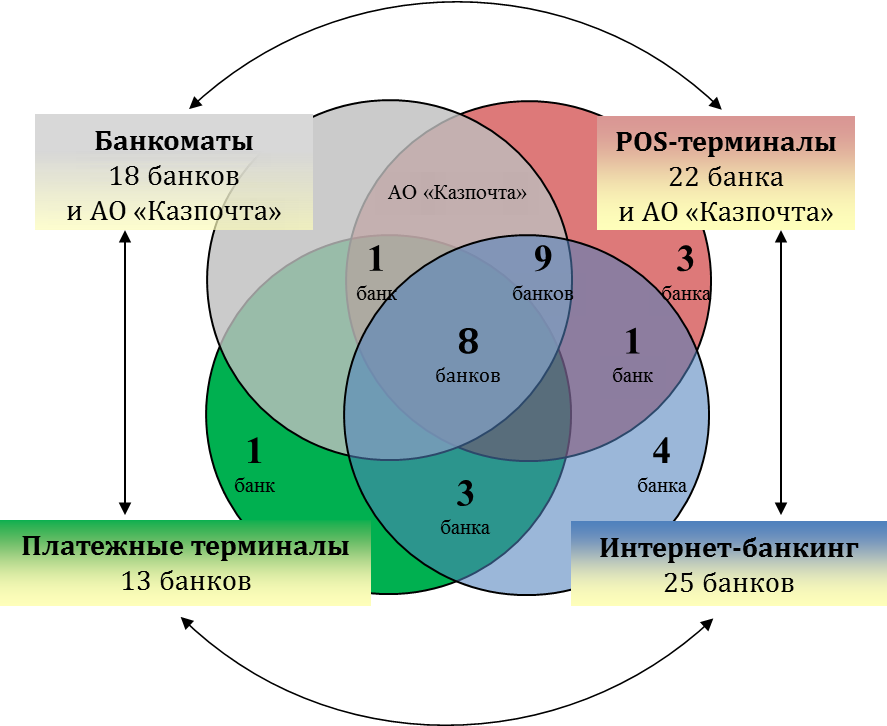 Банкоматы
18 банков
и АО «Казпочта»
POS-терминалы
22 банка
и АО «Казпочта»
АО «Казпочта»
1
банк
9
банков
3
банка
8
банков
1
банк
1
банк
3
банка
4
банка
Платежные терминалы
13 банков
Интернет-банкинг
25 банков